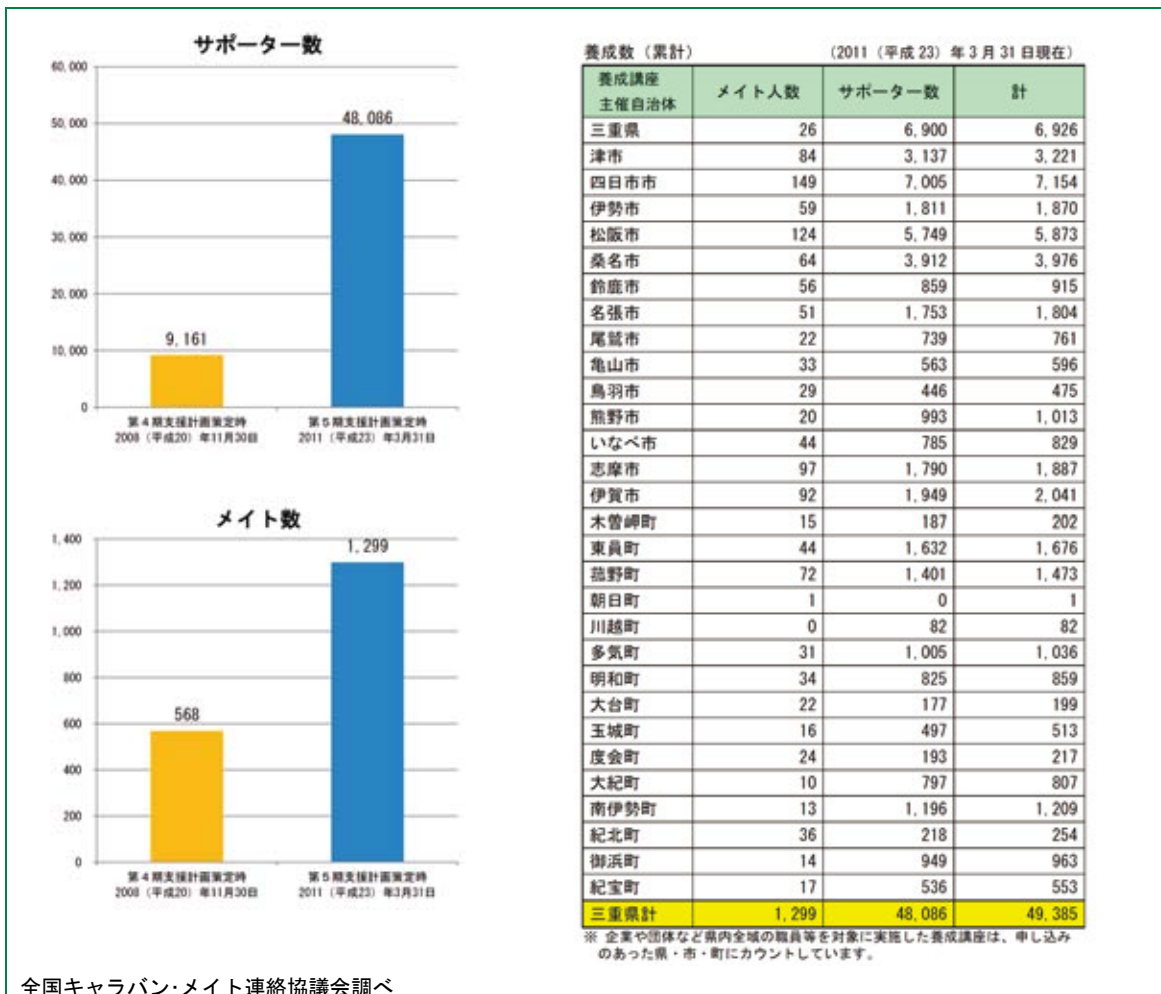 サポーター数
60,000
50,000
48,086
40,000
30,000
20,000
9,161
10,000
0
第4期支援計画策定時 第5期支援計画策定時
2008（平成20）年11月30日 2011（平成23）年3月31日
メイト数
1,400
1,299
1,200
1,000
800
568
600
400
200
0
第4期支援計画策定時 第5期支援計画策定時
2008（平成20）年11月30日 2011（平成23）年3月31日
養成数（累計） （2011（平成23）年3月31日現在）
養成講座
主催自治体 メイト人数 サポーター数 計
三重県 26 6,900 6,926
津市 84 3,137 3,221
四日市市 149 7,005 7,154
伊勢市 59 1,811 1,870
松阪市 124 5,749 5,873
桑名市 64 3,912 3,976
鈴鹿市 56 859 915
名張市 51 1,753 1,804
尾鷲市 22 739 761
亀山市 33 563 596
鳥羽市 29 446 475
熊野市 20 993 1,013
いなべ市 44 785 829
志摩市 97 1,790 1,887
伊賀市 92 1,949 2,041
木曽岬町 15 187 202
東員町 44 1,632 1,676
菰野町 72 1,401 1,473
朝日町 1 0 1
川越町 0 82 82
多気町 31 1,005 1,036
明和町 34 825 859
大台町 22 177 199
玉城町 16 497 513
度会町 24 193 217
大紀町 10 797 807
南伊勢町 13 1,196 1,209
紀北町 36 218 254
御浜町 14 949 963
紀宝町 17 536 553
三重県計 1,299 48,086 49,385
※ 企業や団体など県内全域の職員等を対象に実施した養成講座は、申し込み
のあった県・市・町にカウントしています。
全国キャラバン・メイト連絡協議会調べ